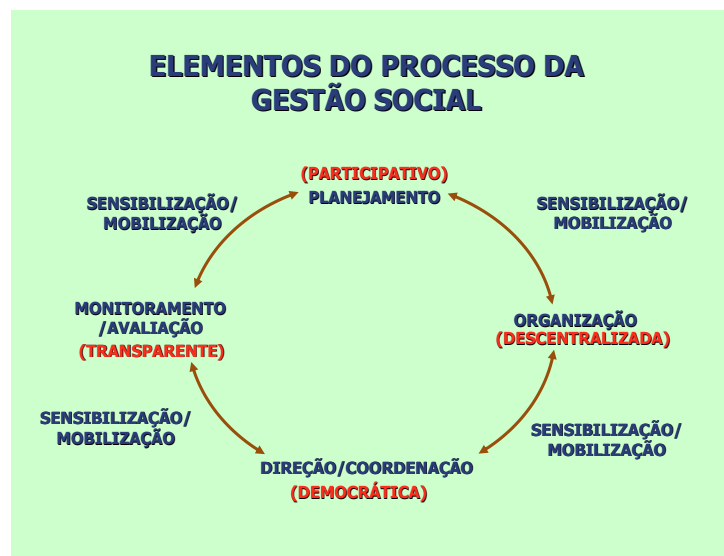 ELEMENTOS DO PROCESSO DA
GESTÃO SOCIAL
(PARTICIPATIVO)
PLANEJAMENTO
SENSIBILIZAÇÃO/
MOBILIZAÇÃO
SENSIBILIZAÇÃO/
MOBILIZAÇÃO
MONITORAMENTO
/AVALIAÇÃO
(TRANSPARENTE)
ORGANIZAÇÃO
(DESCENTRALIZADA)
SENSIBILIZAÇÃO/
MOBILIZAÇÃO
SENSIBILIZAÇÃO/
MOBILIZAÇÃO
DIREÇÃO/COORDENAÇÃO
(DEMOCRÁTICA)